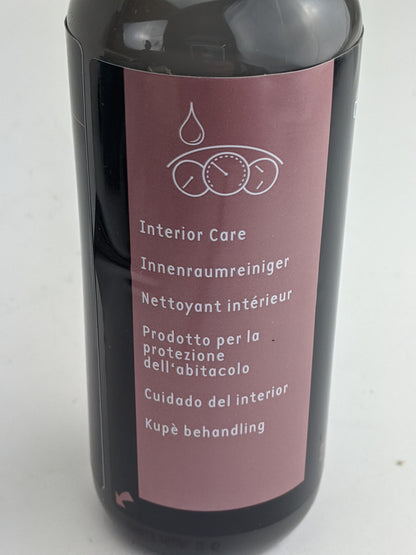 Interior Care
Innenraumreiniger
Nettoyant intérieur
Prodotto per la
protezione
dell'abitacolo
Cuidado del interior
Kupè behandling